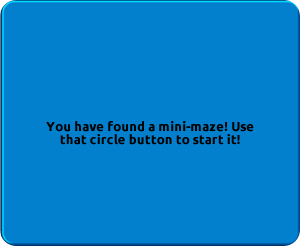 You have found a mini-maze! Use
that circle button to start it!